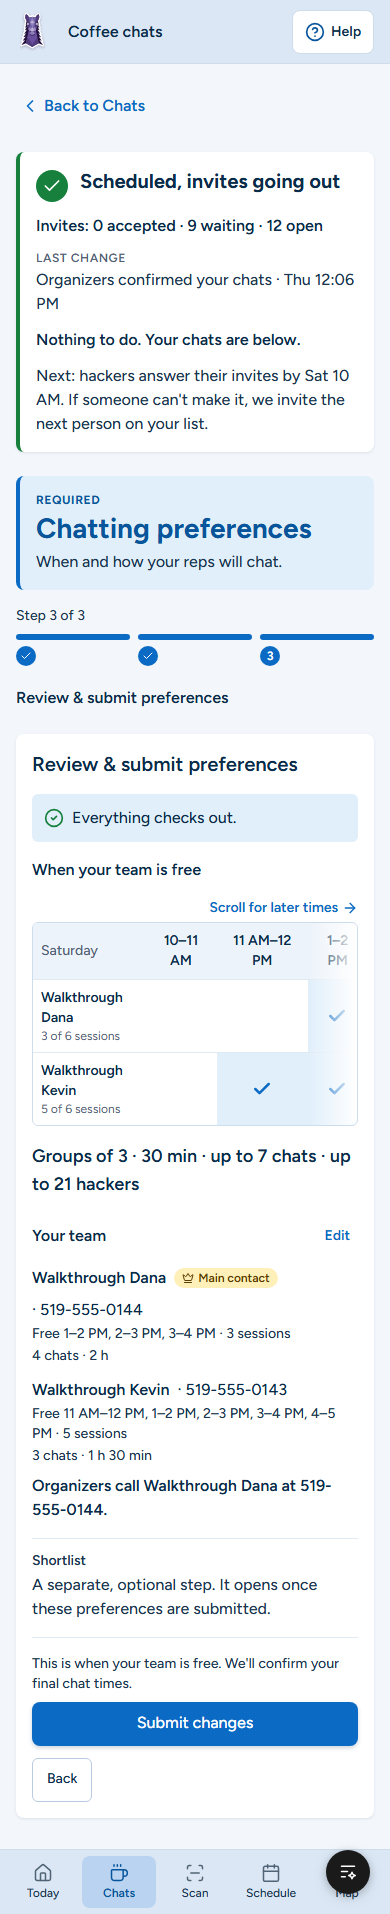 Coffee chats
Help
Back to Chats
Scheduled, invites going out
Invites: 0 accepted · 9 waiting · 12 open
LAST CHANGE
Organizers confirmed your chats · Thu 12:06
PM
Nothing to do. Your chats are below.
Next: hackers answer their invites by Sat 10
AM. If someone can't make it, we invite the
next person on your list.
REQUIRED
Chatting preferences
When and how your reps will chat.
Step 3 of 3
3
Review & submit preferences
Review & submit preferences
Everything checks out.
When your team is free
Scroll for later times
Saturday
10–11
AM
11 AM–12
PM
1–2
PM
Walkthrough
Dana
3 of 6 sessions
Walkthrough
Kevin
5 of 6 sessions
Groups of 3 · 30 min · up to 7 chats · up
to 21 hackers
Your team
Edit
Walkthrough Dana
Main contact
· 519-555-0144
Free 1–2 PM, 2–3 PM, 3–4 PM · 3 sessions
4 chats · 2 h
Walkthrough Kevin · 519-555-0143
Free 11 AM–12 PM, 1–2 PM, 2–3 PM, 3–4 PM, 4–5
PM · 5 sessions
3 chats · 1 h 30 min
Organizers call Walkthrough Dana at 519-
555-0144.
Shortlist
A separate, optional step. It opens once
these preferences are submitted.
This is when your team is free. We'll confirm your
final chat times.
Submit changes
Back
Today
Chats
Scan
Schedule
Map